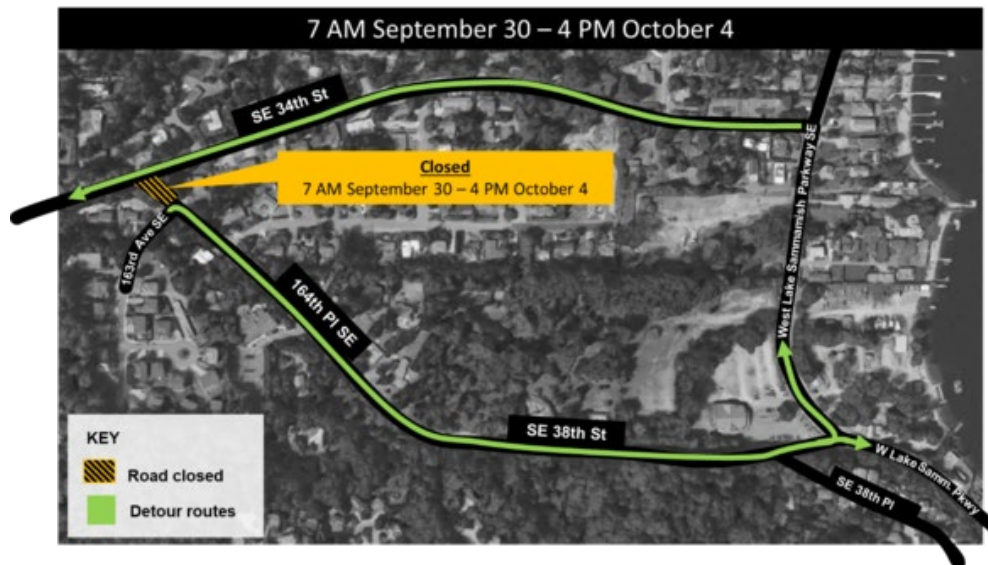 7 AM September 30 – 4 PM October 4
SE 34th St
Closed
7 AM September 30 – 4 PM October 4
163rd Ave SE
164th Pl SE
West Lake Sammamish Parkway SE
SE 38th St
W Lake Samm. Pkwy
SE 38th Pl
KEY
Road closed
Detour routes